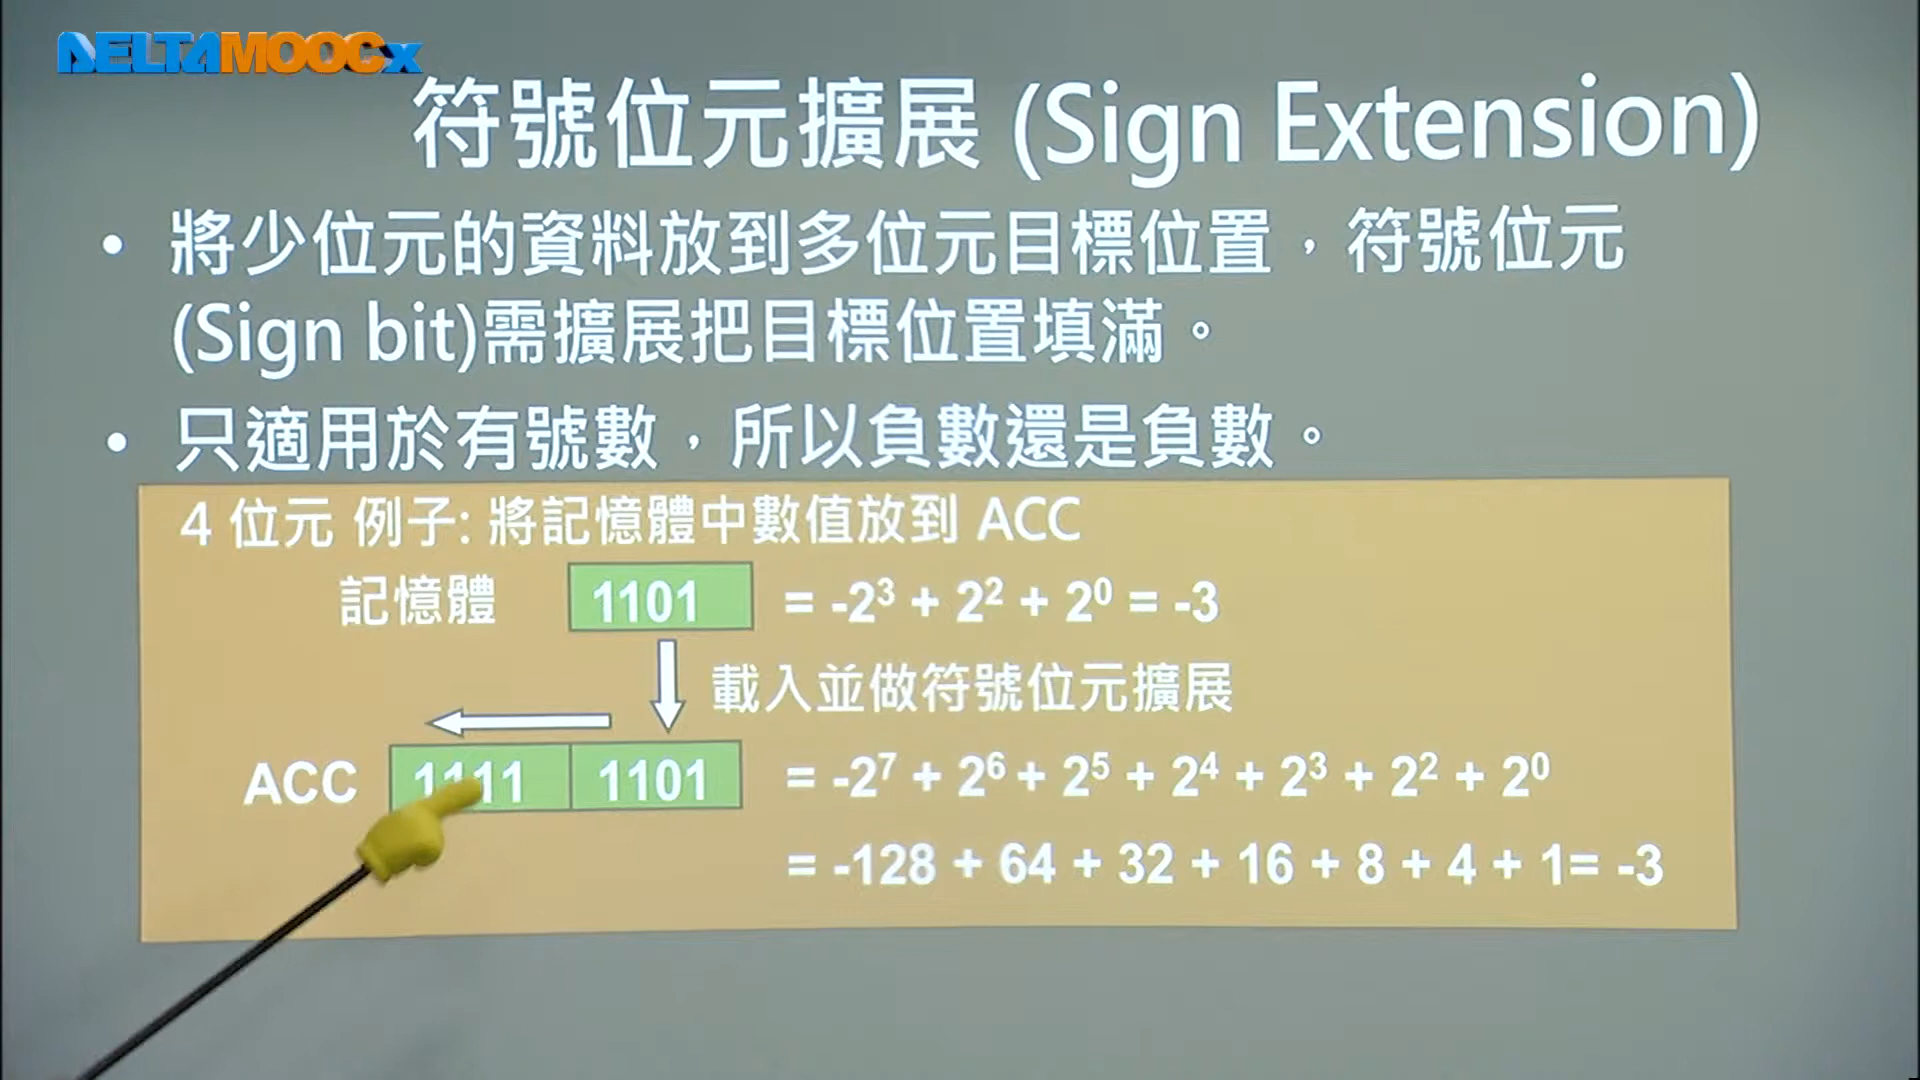 DELTAMOOCx
符號位元擴展 (Sign Extension)
• 將少位元的資料放到多位元目標位置，符號位元
(Sign bit)需擴展把目標位置填滿。
• 只適用於有號數，所以負數還是負數。
4 位元 例子: 將記憶體中數值放到 ACC
記憶體 1101 = -2³ + 2² + 2⁰ = -3
載入並做符號位元擴展
ACC 1111 1101 = -2⁷ + 2⁶ + 2⁵ + 2⁴ + 2³ + 2² + 2⁰
= -128 + 64 + 32 + 16 + 8 + 4 + 1= -3